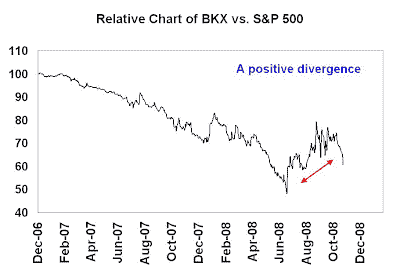 Relative Chart of BKX vs. S&P 500
A positive divergence
110
100
90
80
70
60
50
40
Dec-06
Feb-07
Apr-07
Jun-07
Aug-07
Oct-07
Dec-07
Feb-08
Apr-08
Jun-08
Aug-08
Oct-08
Dec-08